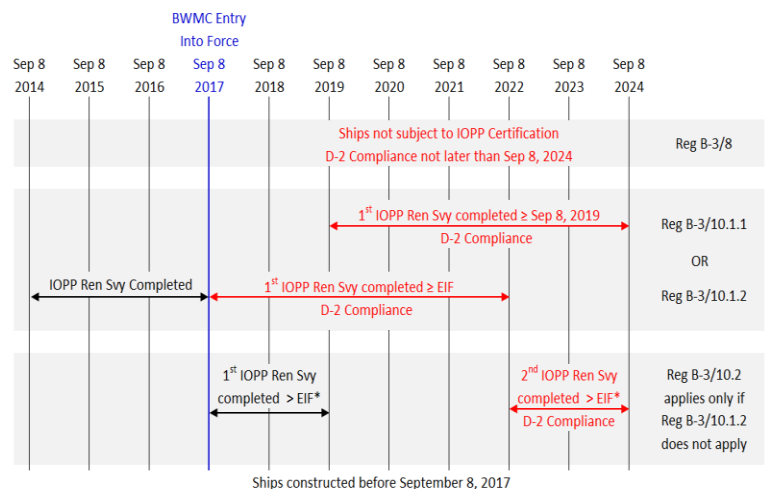 BWMC Entry
Into Force
Sep 8 Sep 8 Sep 8 Sep 8 Sep 8 Sep 8 Sep 8 Sep 8 Sep 8 Sep 8 Sep 8
2014 2015 2016 2017 2018 2019 2020 2021 2022 2023 2024
Ships not subject to IOPP Certification
D-2 Compliance not later than Sep 8, 2024
Reg B-3/8
1st IOPP Ren Svy completed ≥ Sep 8, 2019
D-2 Compliance
Reg B-3/10.1.1
OR
IOPP Ren Svy Completed
1st IOPP Ren Svy completed ≥ EIF
D-2 Compliance
Reg B-3/10.1.2
1st IOPP Ren Svy
completed > EIF*
2nd IOPP Ren Svy
completed > EIF*
D-2 Compliance
Reg B-3/10.2
applies only if
Reg B-3/10.1.2
does not apply
Ships constructed before September 8, 2017